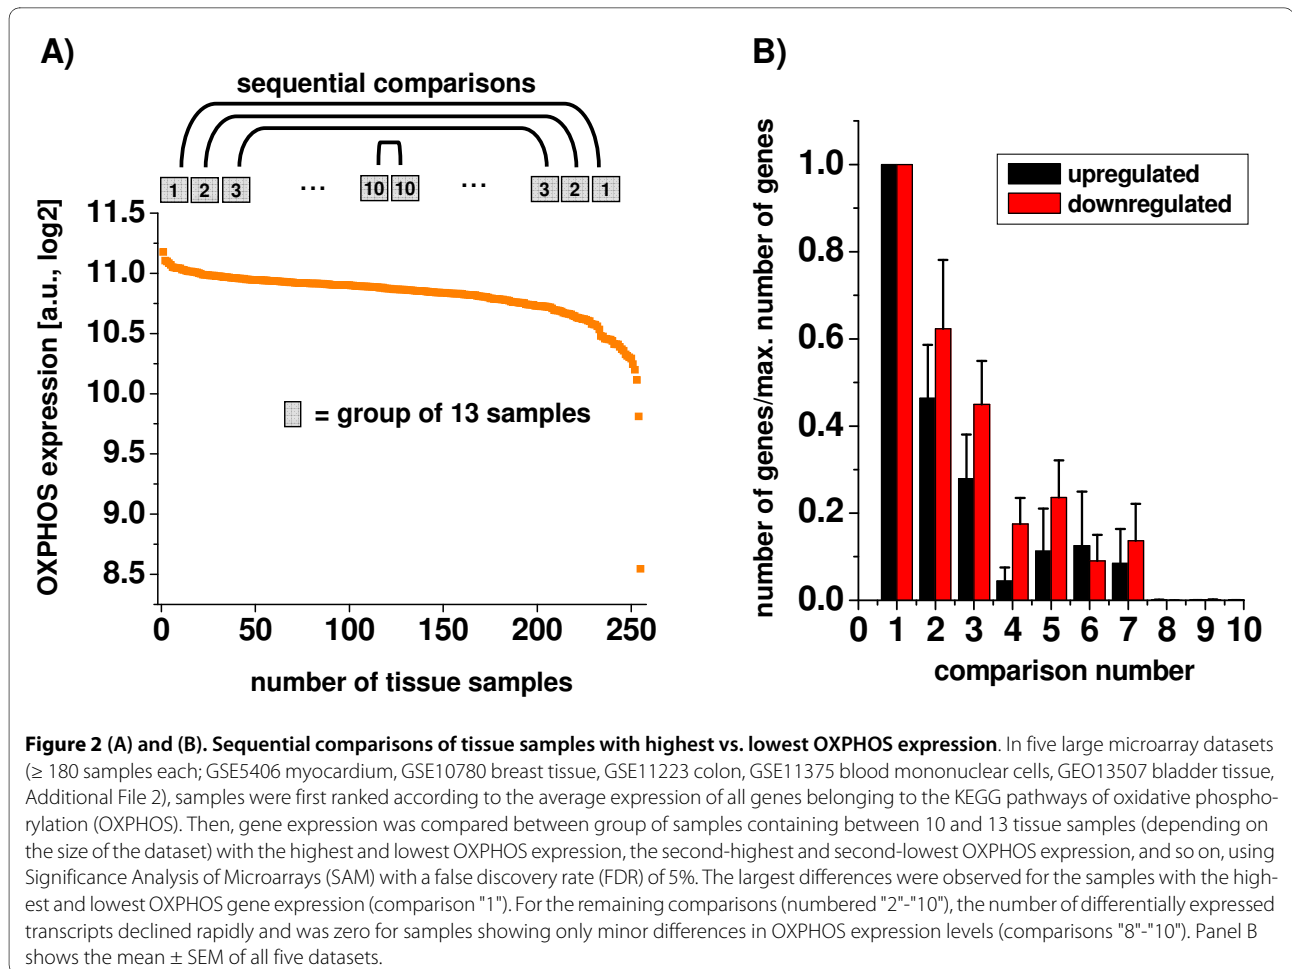 A)
sequential comparisons
1 2 3 ... 10 10 ... 3 2 1
OXPHOS expression [a.u., log2]
11.5
11.0
10.5
10.0
9.5
9.0
8.5
= group of 13 samples
0 50 100 150 200 250
number of tissue samples
B)
number of genes/max. number of genes
1.0
0.8
0.6
0.4
0.2
0.0
upregulated
downregulated
0 1 2 3 4 5 6 7 8 9 10
comparison number
Figure 2 (A) and (B). Sequential comparisons of tissue samples with highest vs. lowest OXPHOS expression. In five large microarray datasets
(≥ 180 samples each; GSE5406 myocardium, GSE10780 breast tissue, GSE11223 colon, GSE11375 blood mononuclear cells, GEO13507 bladder tissue,
Additional File 2), samples were first ranked according to the average expression of all genes belonging to the KEGG pathways of oxidative phospho-
rylation (OXPHOS). Then, gene expression was compared between group of samples containing between 10 and 13 tissue samples (depending on
the size of the dataset) with the highest and lowest OXPHOS expression, the second-highest and second-lowest OXPHOS expression, and so on, using
Significance Analysis of Microarrays (SAM) with a false discovery rate (FDR) of 5%. The largest differences were observed for the samples with the high-
est and lowest OXPHOS gene expression (comparison "1"). For the remaining comparisons (numbered "2"-"10"), the number of differentially expressed
transcripts declined rapidly and was zero for samples showing only minor differences in OXPHOS expression levels (comparisons "8"-"10"). Panel B
shows the mean ± SEM of all five datasets.